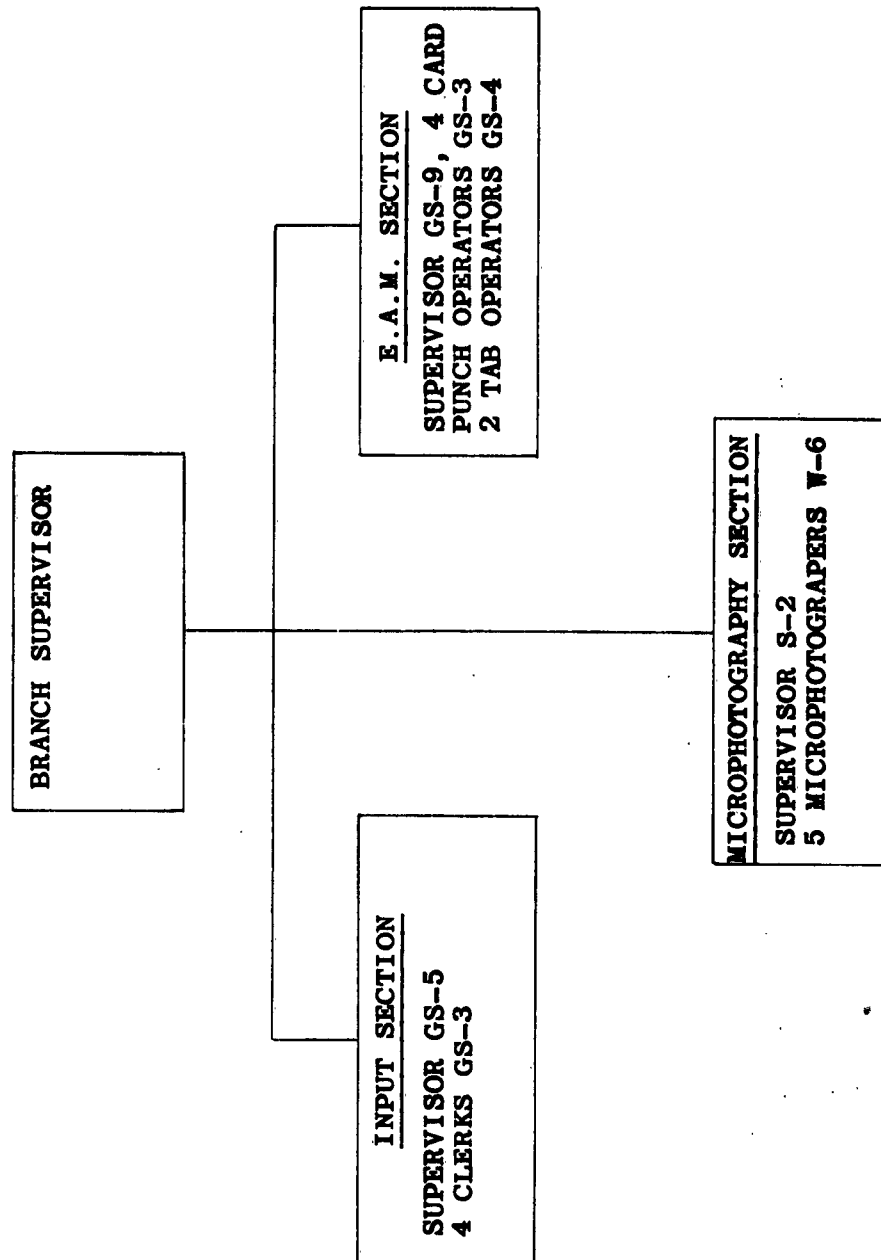 BRANCH SUPERVISOR
INPUT SECTION
SUPERVISOR GS-5
4 CLERKS GS-3
E.A.M. SECTION
SUPERVISOR GS-9, 4 CARD
PUNCH OPERATORS GS-3
2 TAB OPERATORS GS-4
MICROPHOTOGRAPHY SECTION
SUPERVISOR S-2
5 MICROPHOTOGRAPERS W-6